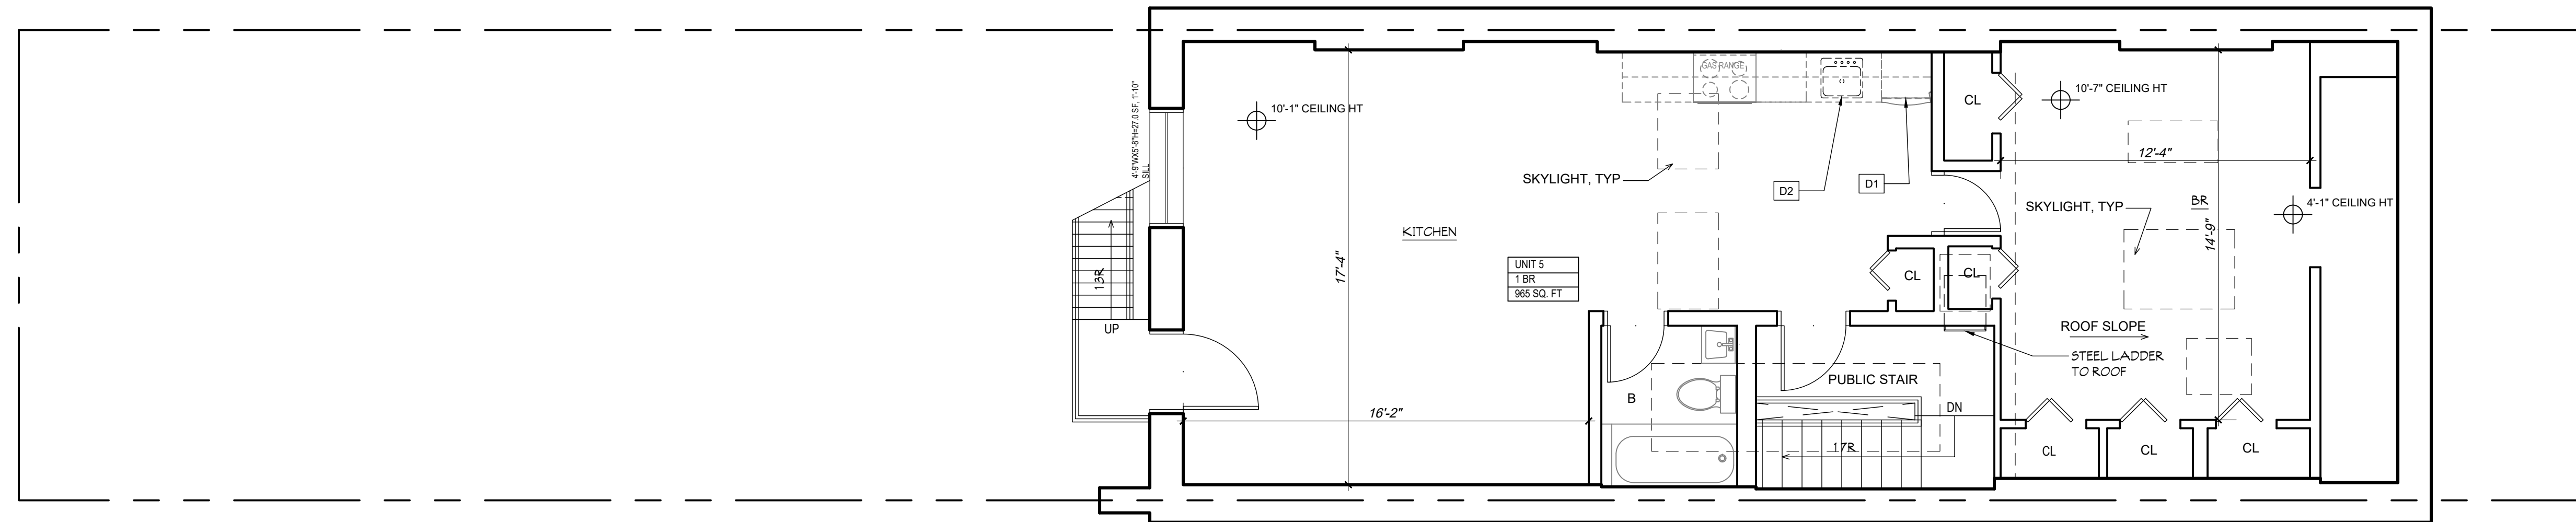 4'-9"WX5'-8"H=27.0 SF, 1'-10"
SILL
10'-1" CEILING HT
GAS RANGE
CL
10'-7" CEILING HT
12'-4"
SKYLIGHT, TYP
D2
D1
SKYLIGHT, TYP
BR
4'-1" CEILING HT
14'-9"
KITCHEN
17'-4"
13R
UP
UNIT 5
1 BR
965 SQ. FT
CL
CL
ROOF SLOPE
STEEL LADDER
TO ROOF
PUBLIC STAIR
B
DN
16'-2"
17R
CL
CL
CL